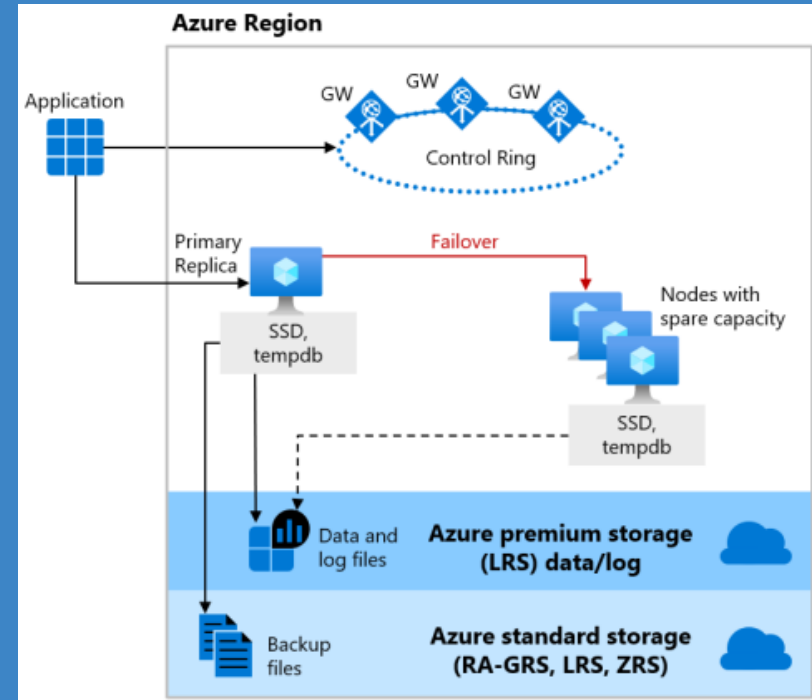 Azure Region
Application
GW
GW
GW
Control Ring
Primary
Replica
Failover
Nodes with
spare capacity
SSD,
tempdb
SSD,
tempdb
Data and
log files
Azure premium storage
(LRS) data/log
Backup
files
Azure standard storage
(RA-GRS, LRS, ZRS)